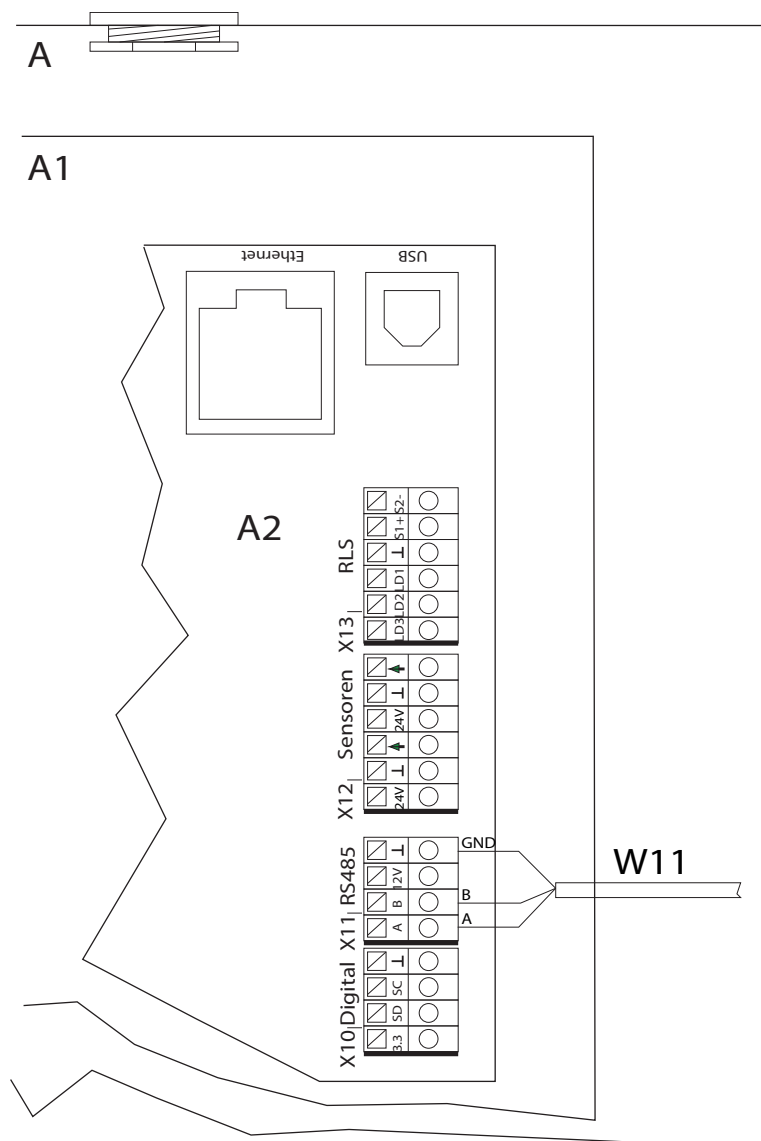 A
A1
Ethernet
USB
A2
RLS
X13
S2-
S1+
⊥
LD1
LD2
LD3
Sensoren
X12
⊥
24V
⊥
24V
RS485
X11
⊥
12V
B
A
GND
B
A
W11
Digital
X10
⊥
SC
SD
3.3